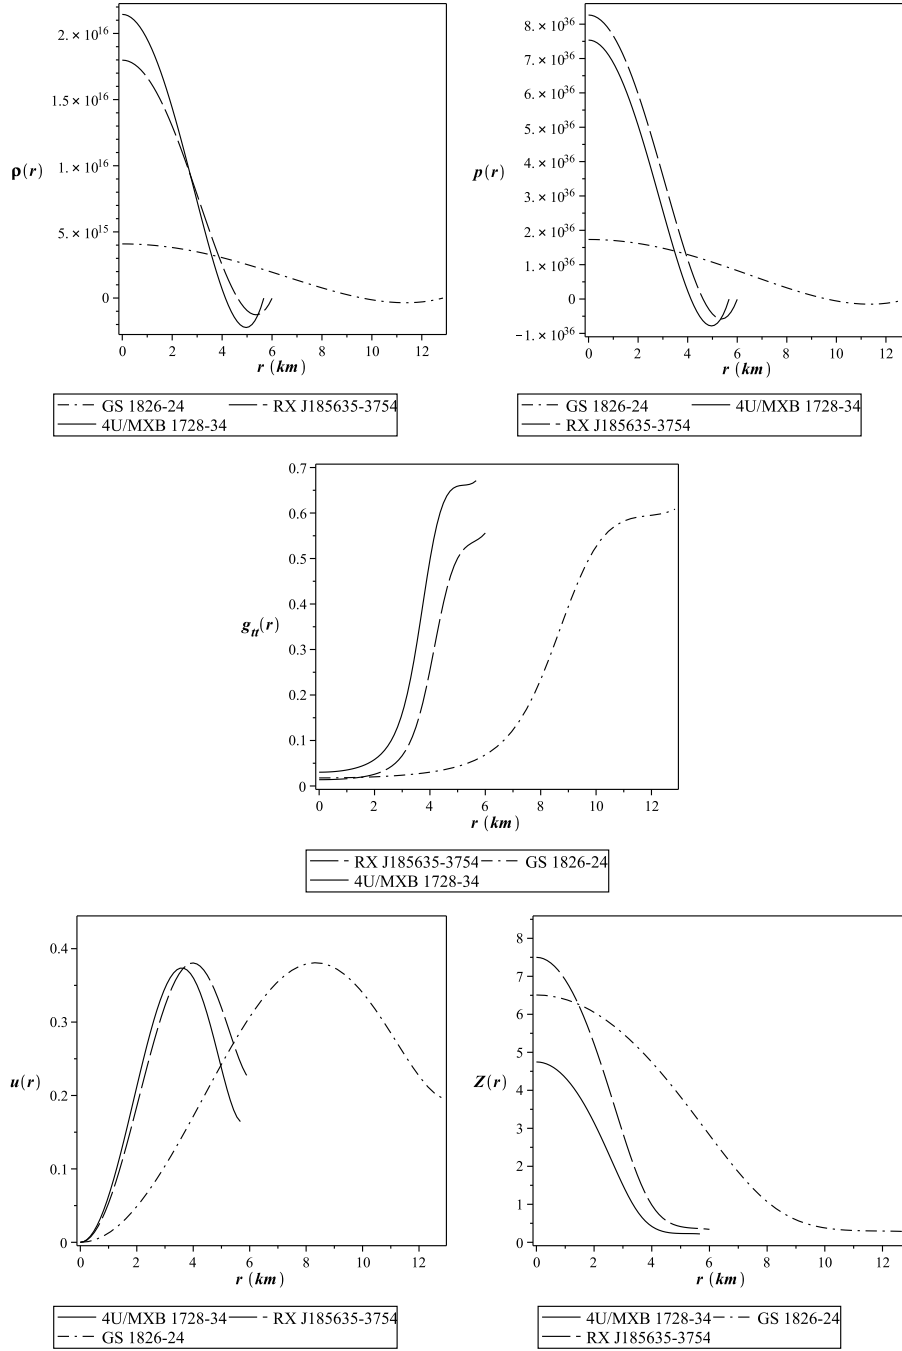 2. × 10^16
1.5 × 10^16
1. × 10^16
5. × 10^15
0
ρ(r)
0 2 4 6 8 10 12
r (km)
GS 1826-24 RX J185635-3754
4U/MXB 1728-34
8. × 10^36
7. × 10^36
6. × 10^36
5. × 10^36
4. × 10^36
3. × 10^36
2. × 10^36
1. × 10^36
0
-1. × 10^36
p(r)
0 2 4 6 8 10 12
r (km)
GS 1826-24 4U/MXB 1728-34
RX J185635-3754
0.7
0.6
0.5
0.4
0.3
0.2
0.1
0
g_tt(r)
0 2 4 6 8 10 12
r (km)
RX J185635-3754 GS 1826-24
4U/MXB 1728-34
0.4
0.3
0.2
0.1
0
u(r)
0 2 4 6 8 10 12
r (km)
4U/MXB 1728-34 RX J185635-3754
GS 1826-24
8
7
6
5
4
3
2
1
0
Z(r)
0 2 4 6 8 10 12
r (km)
4U/MXB 1728-34 GS 1826-24
RX J185635-3754